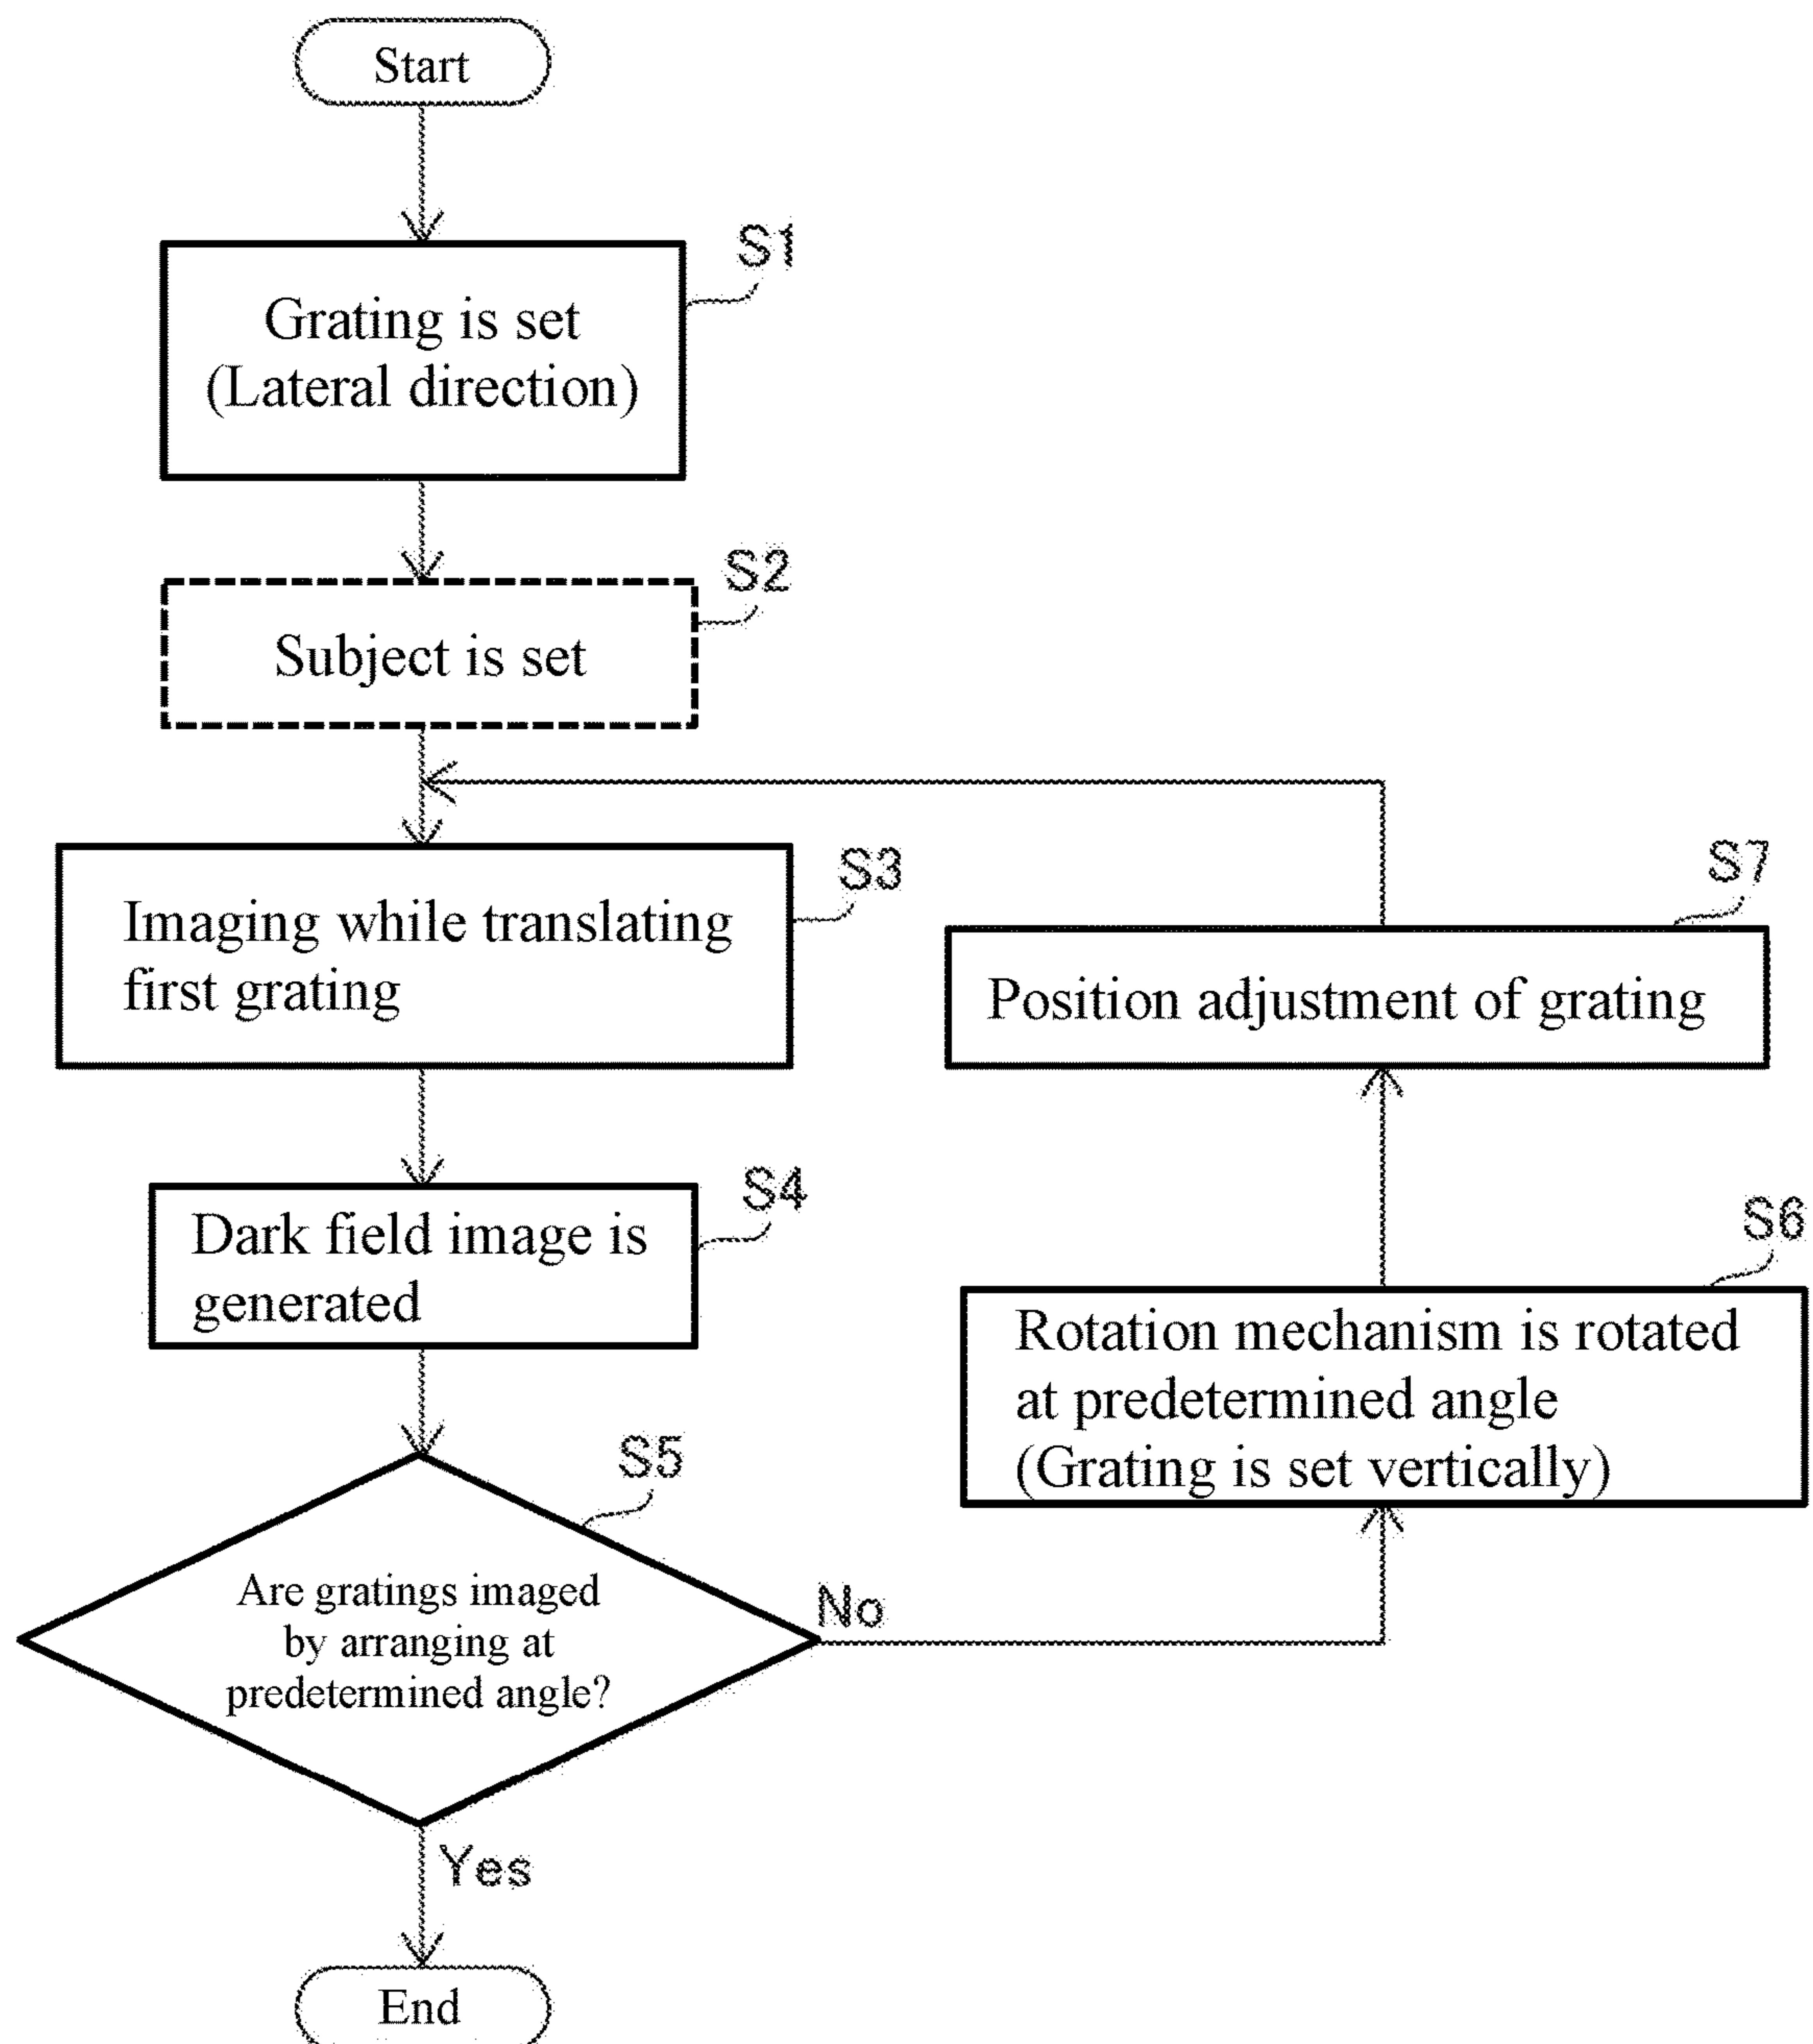 Start
S1
Grating is set
(Lateral direction)
S2
Subject is set
S3
Imaging while translating
first grating
S4
Dark field image is
generated
S5
Are gratings imaged
by arranging at
predetermined angle?
No
Yes
End
S6
Rotation mechanism is rotated
at predetermined angle
(Grating is set vertically)
S7
Position adjustment of grating